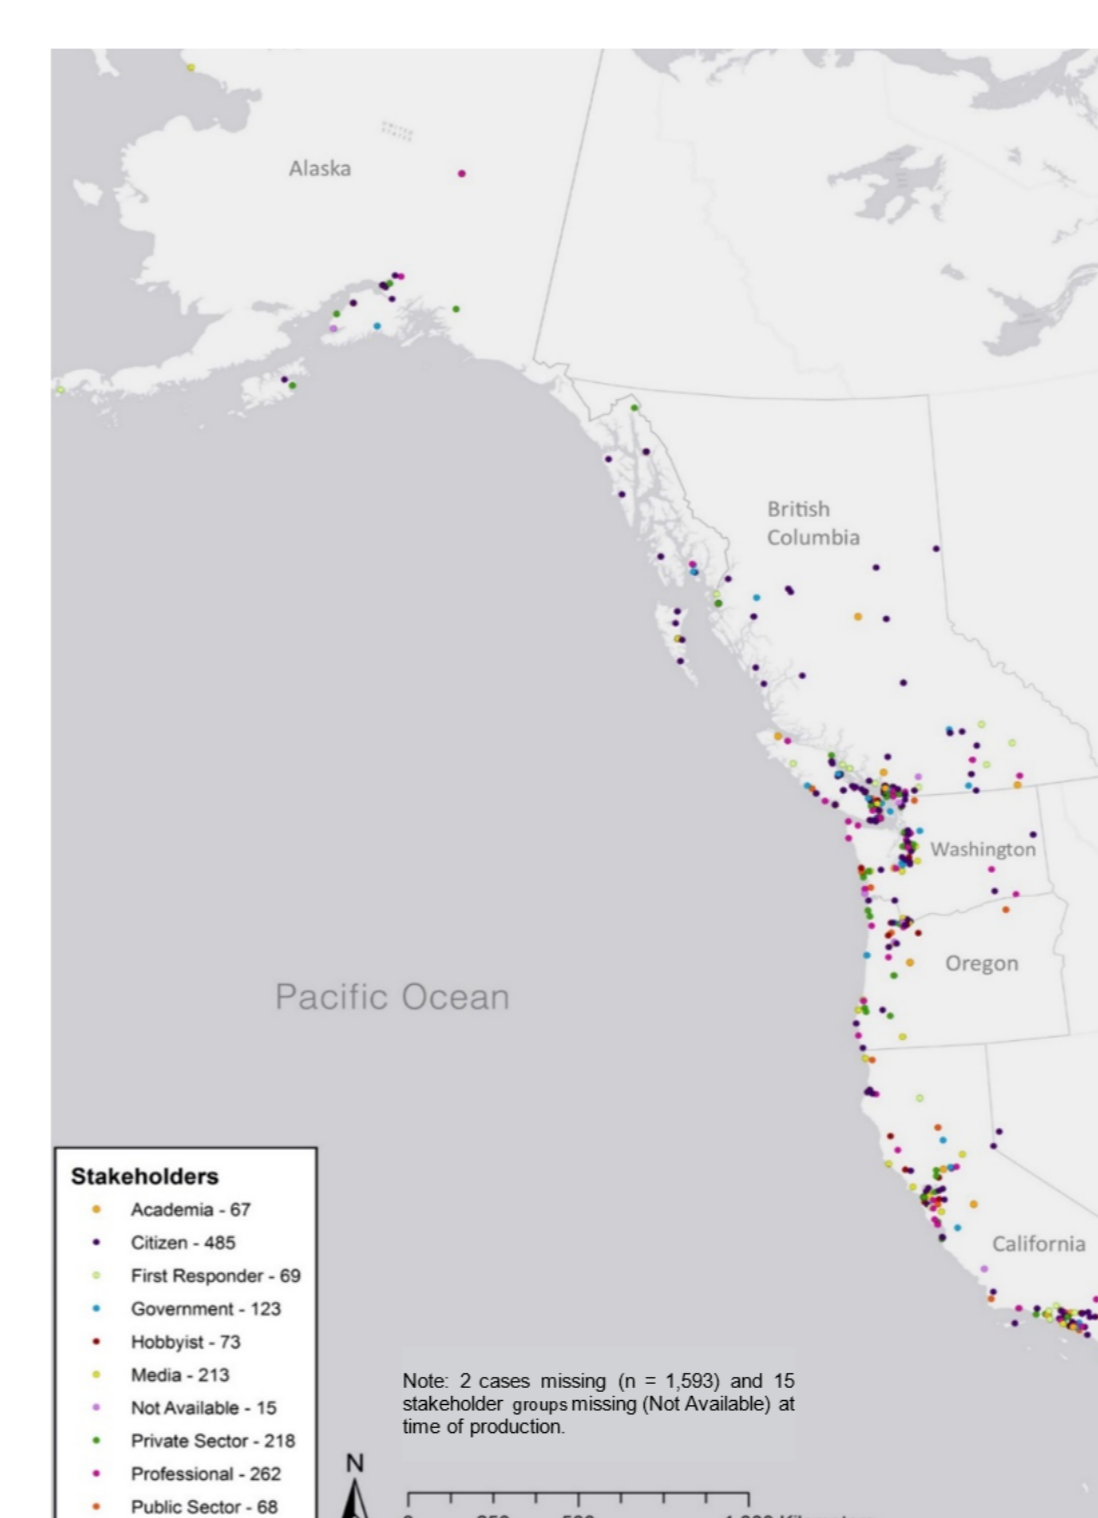 UNITED
STATES
Alaska
British
Columbia
Washington
Oregon
Pacific Ocean
California
Stakeholders
Academia - 67
Citizen - 485
First Responder - 69
Government - 123
Hobbyist - 73
Media - 213
Not Available - 15
Private Sector - 218
Professional - 262
Public Sector - 68
Note: 2 cases missing (n = 1,593) and 15
stakeholder groups missing (Not Available) at
time of production.
N